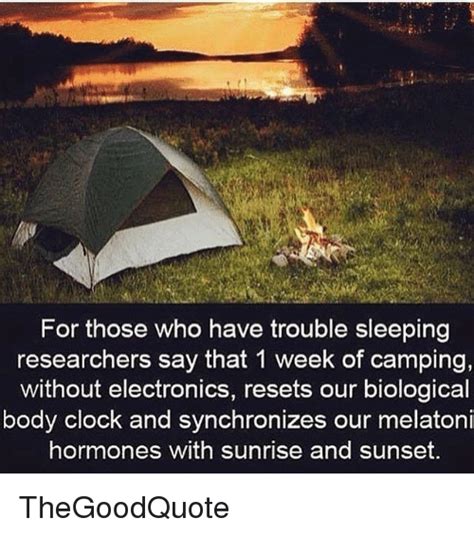 For those who have trouble sleeping
researchers say that 1 week of camping,
without electronics, resets our biological
body clock and synchronizes our melatoni
hormones with sunrise and sunset.
TheGoodQuote